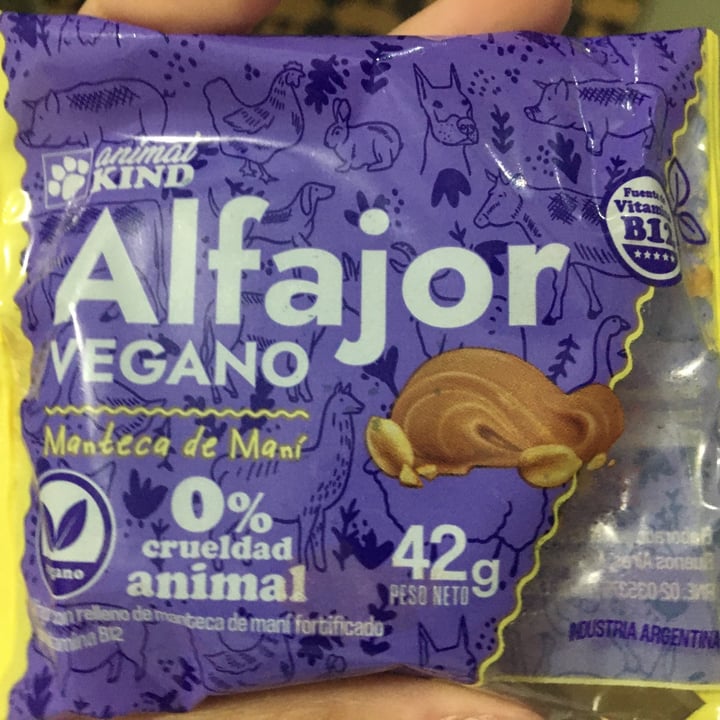 animal
KIND
Alfajor
VEGANO
Fuente
Vitamina
B12
Manteca de Maní
0%
crueldad
animal
42g
PESO NETO
relleno de manteca de maní fortificado
B12
INDUSTRIA ARGENTINA